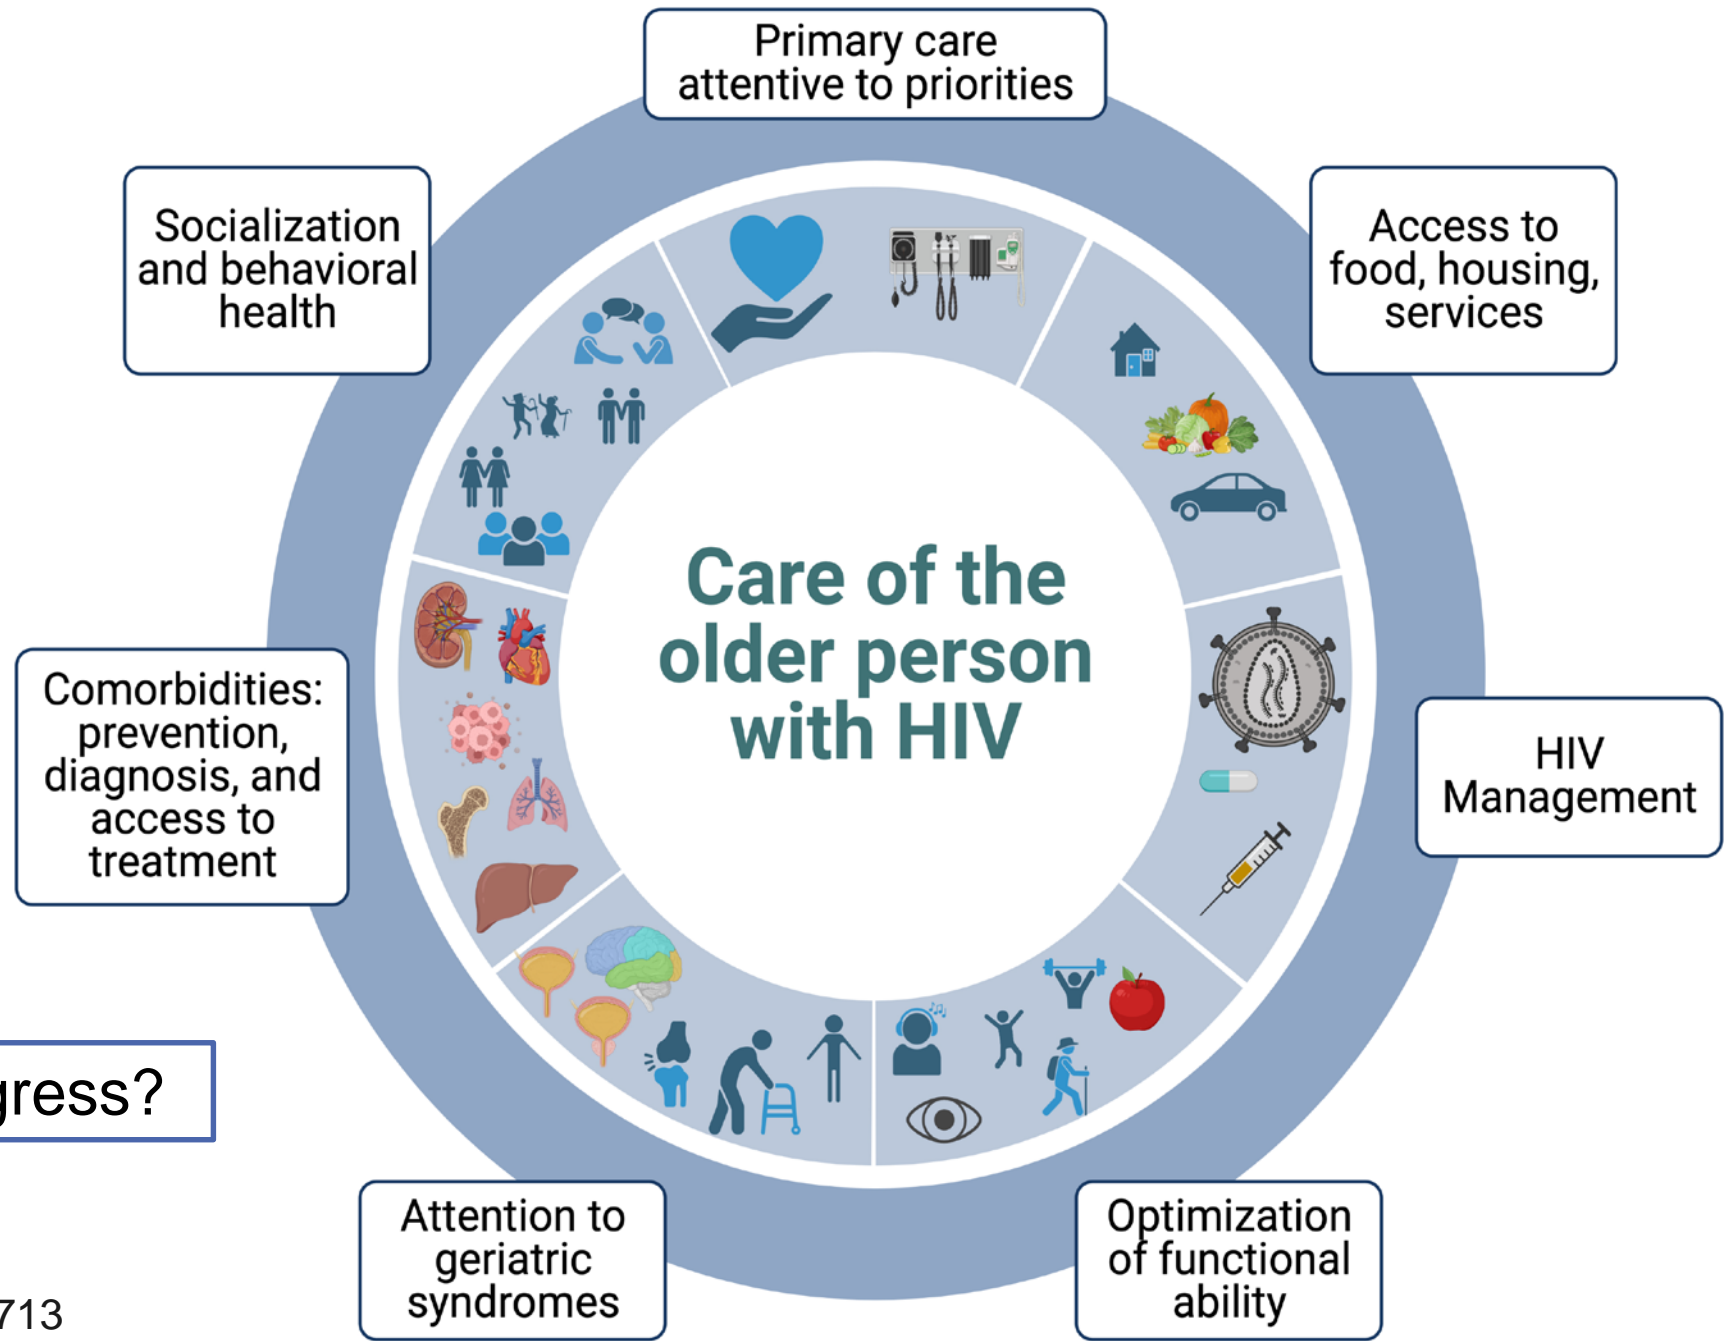 Primary care
attentive to priorities
Socialization
and behavioral
health
Access to
food, housing,
services
Care of the
older person
with HIV
Comorbidities:
prevention,
diagnosis, and
access to
treatment
HIV
Management
gress?
Attention to
geriatric
syndromes
Optimization
of functional
ability
713